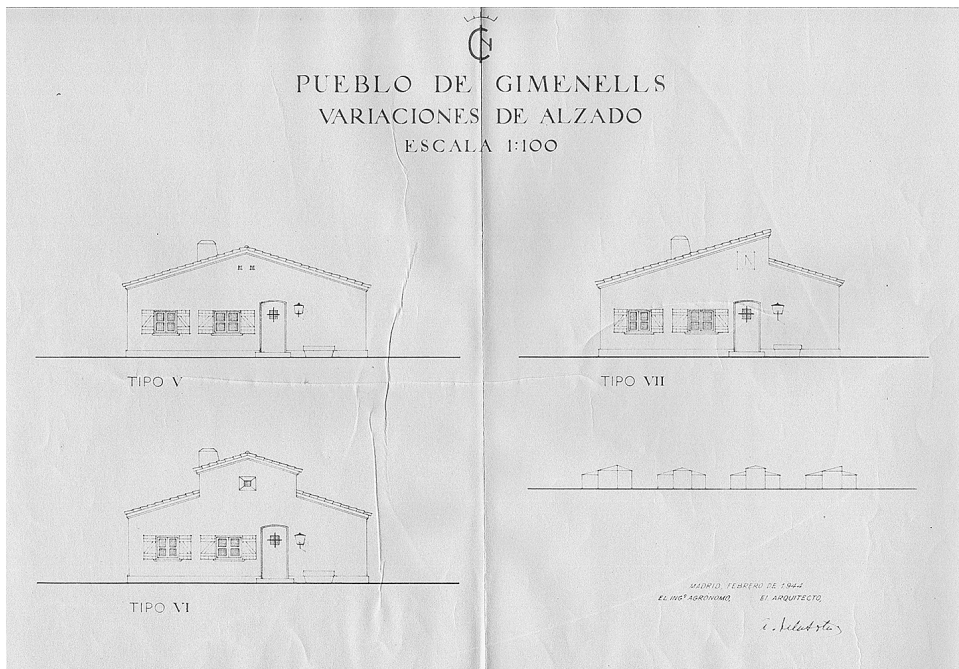 PUEBLO DE GIMENELLS
VARIACIONES DE ALZADO
ESCALA 1:100
TIPO V
TIPO VII
TIPO VI
MADRID, FEBRERO DE 1944
EL INGº AGRONOMO, EL ARQUITECTO,